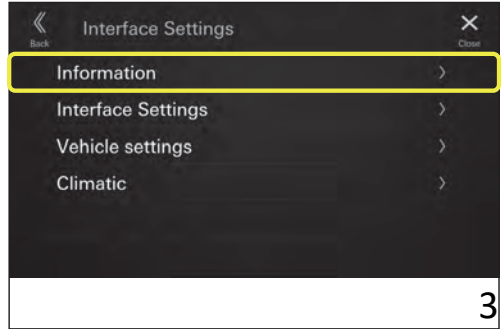 Interface Settings
Back
Close
Information
Interface Settings
Vehicle settings
Climatic
3